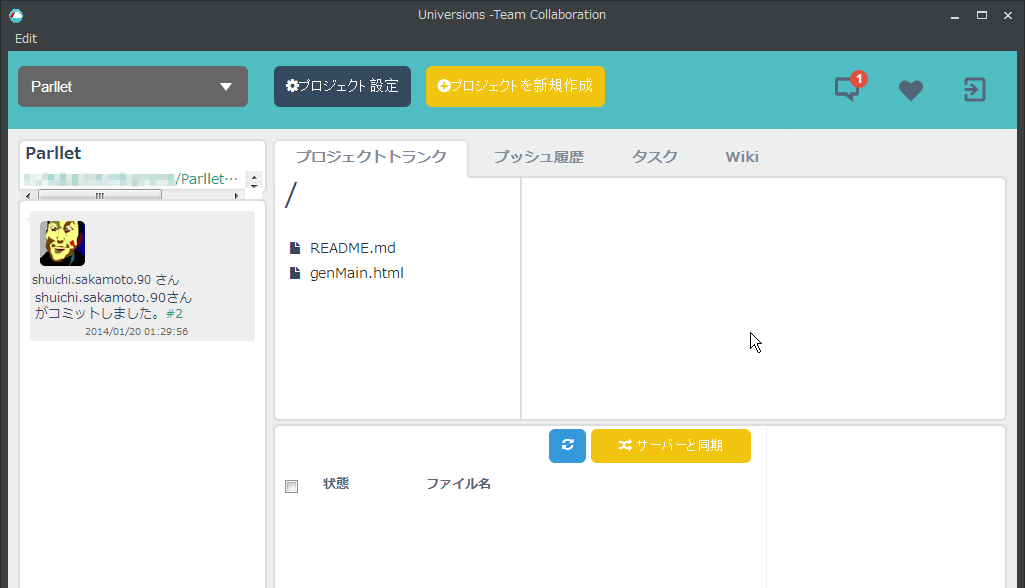 Universions -Team Collaboration
Edit
Parllet
プロジェクト 設定
プロジェクトを新規作成
1
Parllet
/Parllet…
プロジェクトトランク
プッシュ履歴
タスク
Wiki
/
README.md
genMain.html
shuichi.sakamoto.90 さん
shuichi.sakamoto.90さん
がコミットしました。#2
2014/01/20 01:29:56
サーバーと同期
状態
ファイル名